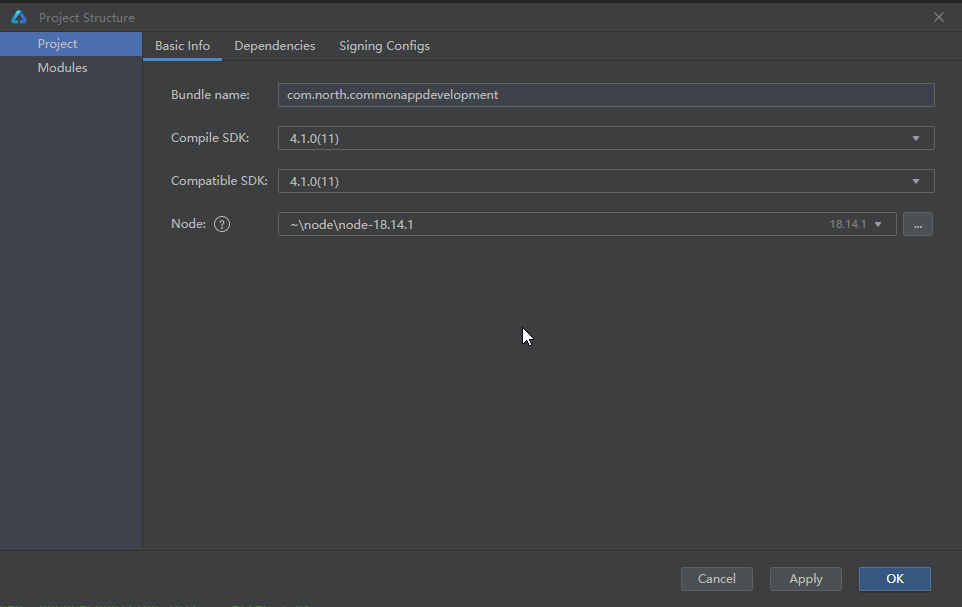 Project Structure
Project
Modules
Basic Info Dependencies Signing Configs
Bundle name: com.north.commonappdevelopment
Compile SDK: 4.1.0(11)
Compatible SDK: 4.1.0(11)
Node: ? ~\node\node-18.14.1 18.14.1 ...
Cancel Apply OK